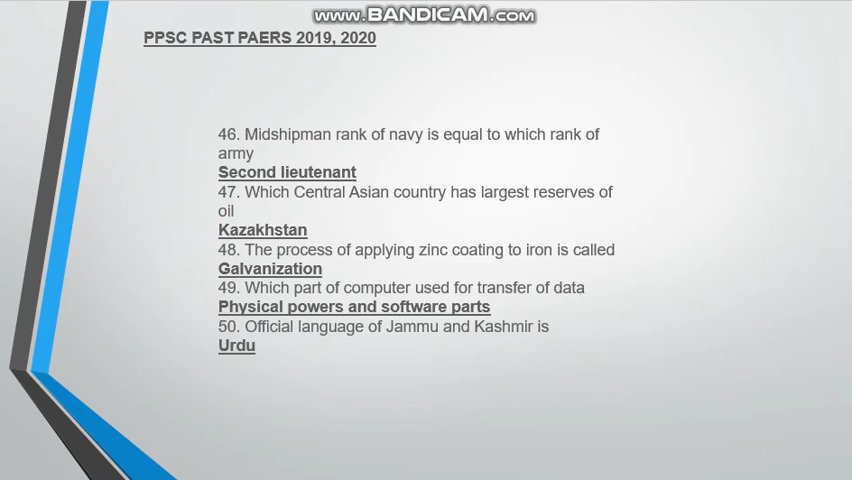 www.BANDICAM.com
PPSC PAST PAERS 2019, 2020
46. Midshipman rank of navy is equal to which rank of
army
Second lieutenant
47. Which Central Asian country has largest reserves of
oil
Kazakhstan
48. The process of applying zinc coating to iron is called
Galvanization
49. Which part of computer used for transfer of data
Physical powers and software parts
50. Official language of Jammu and Kashmir is
Urdu